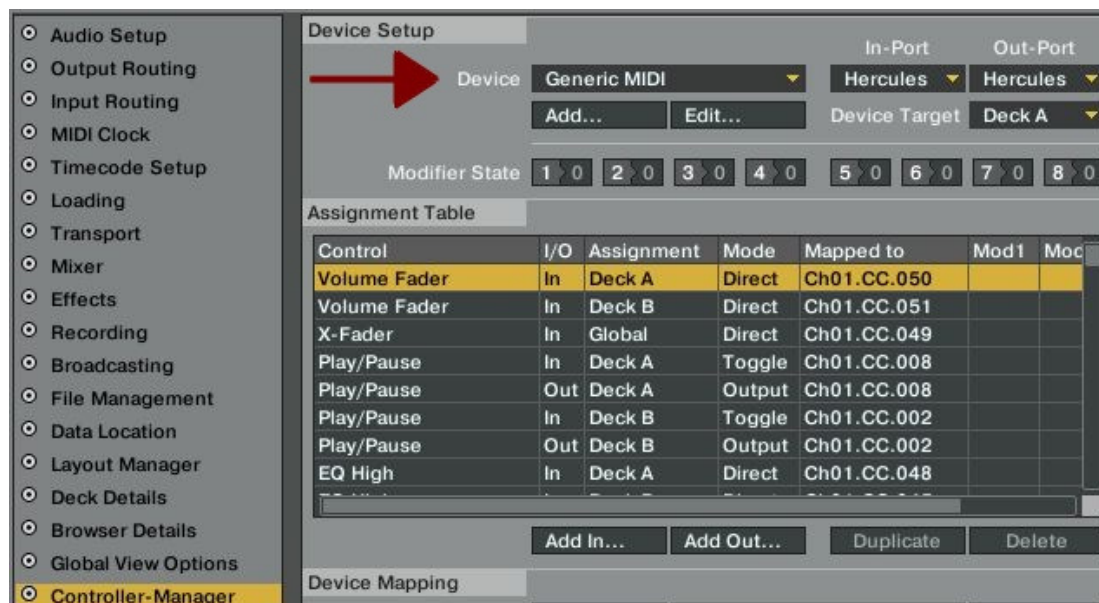 Audio Setup
Output Routing
Input Routing
MIDI Clock
Timecode Setup
Loading
Transport
Mixer
Effects
Recording
Broadcasting
File Management
Data Location
Layout Manager
Deck Details
Browser Details
Global View Options
Controller-Manager
Device Setup
In-Port Out-Port
Device Generic MIDI Hercules Hercules
Add... Edit... Device Target Deck A
Modifier State 1 0 2 0 3 0 4 0 5 0 6 0 7 0 8 0
Assignment Table
Control I/O Assignment Mode Mapped to Mod1 Mod
Volume Fader In Deck A Direct Ch01.CC.050
Volume Fader In Deck B Direct Ch01.CC.051
X-Fader In Global Direct Ch01.CC.049
Play/Pause In Deck A Toggle Ch01.CC.008
Play/Pause Out Deck A Output Ch01.CC.008
Play/Pause In Deck B Toggle Ch01.CC.002
Play/Pause Out Deck B Output Ch01.CC.002
EQ High In Deck A Direct Ch01.CC.048
Add In... Add Out... Duplicate Delete
Device Mapping